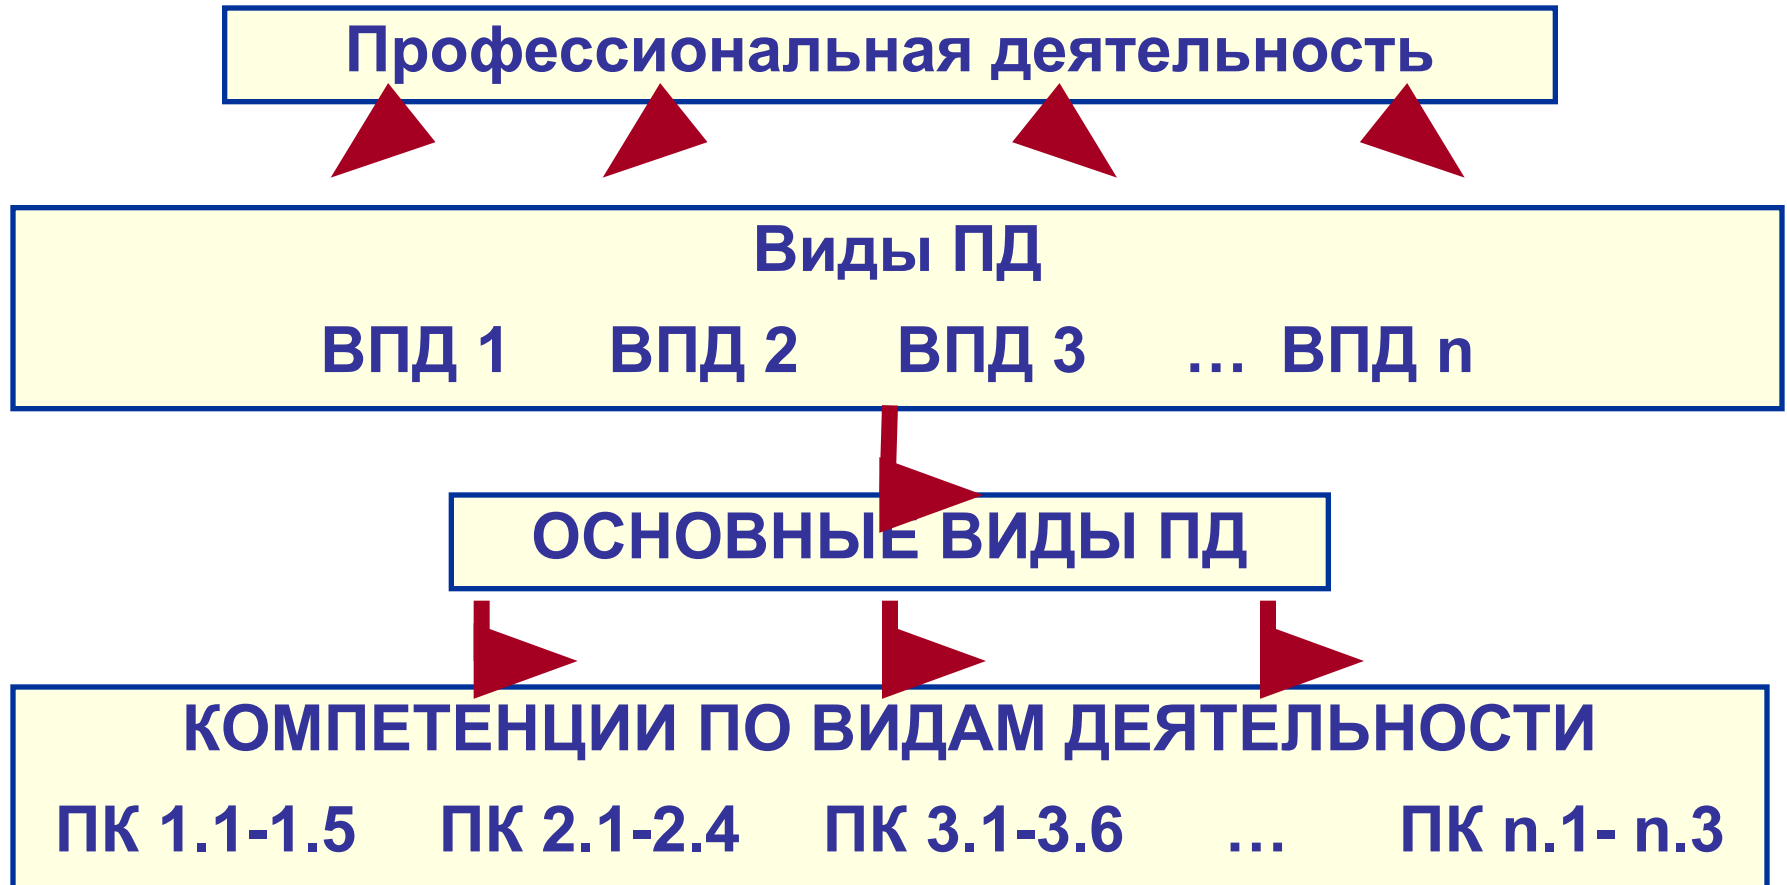 Профессиональная деятельность
Виды ПД
ВПД 1 ВПД 2 ВПД 3 … ВПД n
ОСНОВНЫЕ ВИДЫ ПД
КОМПЕТЕНЦИИ ПО ВИДАМ ДЕЯТЕЛЬНОСТИ
ПК 1.1-1.5 ПК 2.1-2.4 ПК 3.1-3.6 … ПК n.1- n.3